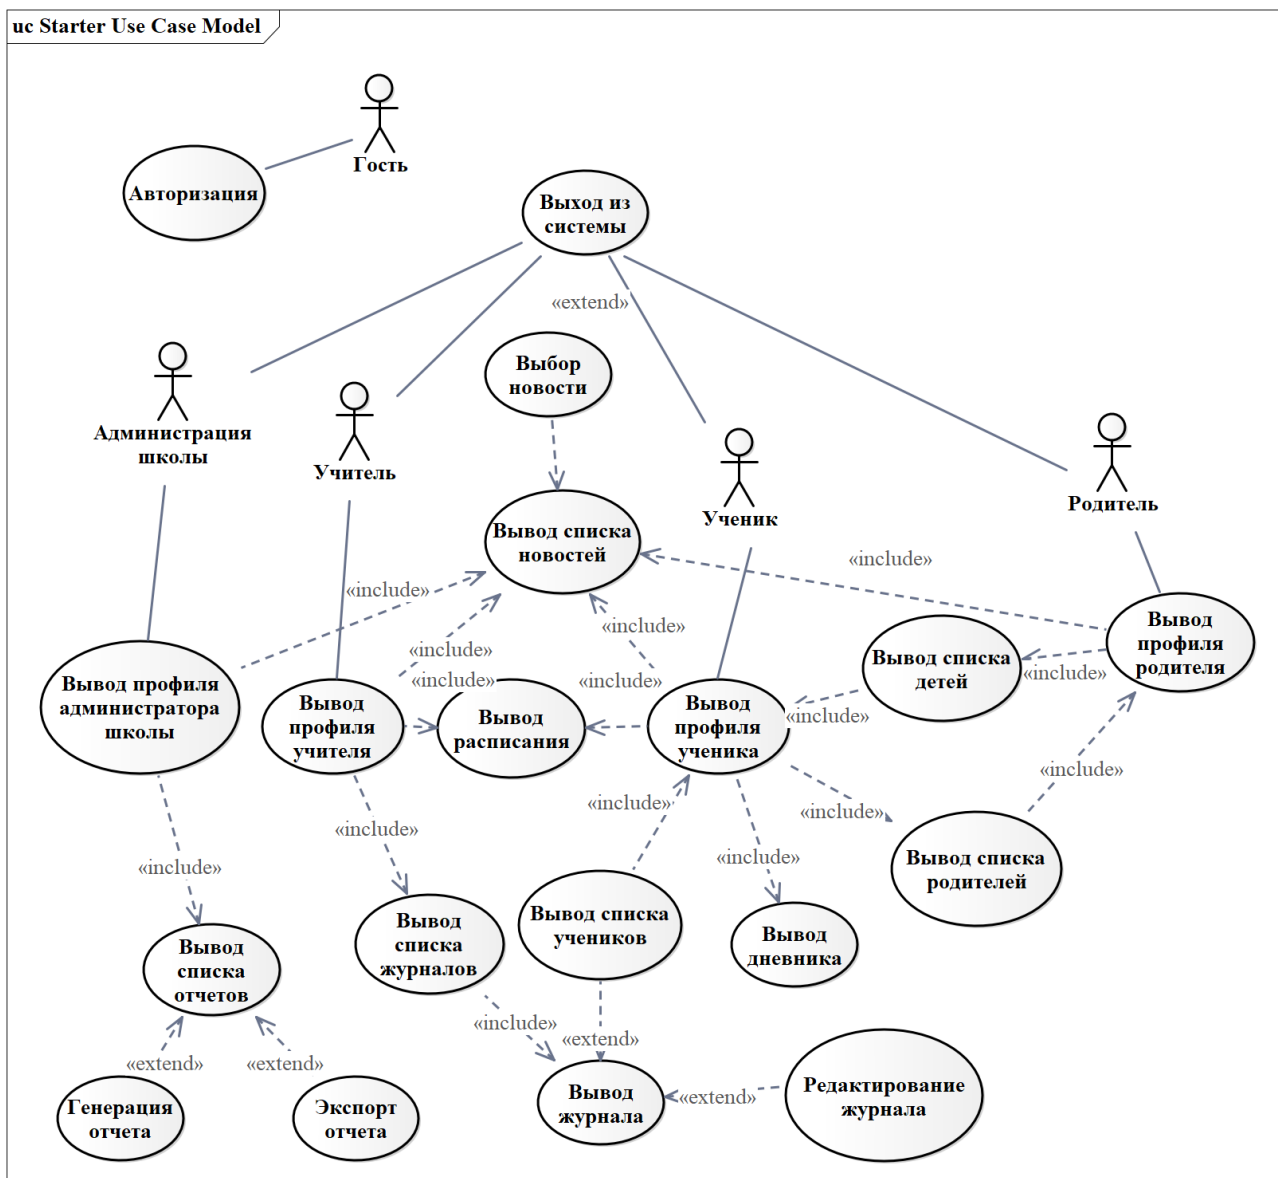 uc Starter Use Case Model
Гость
Авторизация
Выход из
системы
«extend»
Выбор
новости
Администрация
школы
Учитель
Ученик
Родитель
Вывод списка
новостей
«include»
«include»
«include»
«include»
Вывод
профиля
родителя
Вывод списка
детей
«include»
«include»
«include»
«include»
Вывод профиля
администратора
школы
Вывод
профиля
учителя
Вывод
расписания
Вывод
профиля
ученика
«include»
«include»
«include»
«include»
«include»
«include»
Вывод списка
родителей
«include»
Вывод
списка
отчетов
Вывод
списка
журналов
Вывод списка
учеников
Вывод
дневника
«include»
«extend»
«extend»
«extend»
Генерация
отчета
Экспорт
отчета
Вывод
журнала
«extend»
Редактирование
журнала